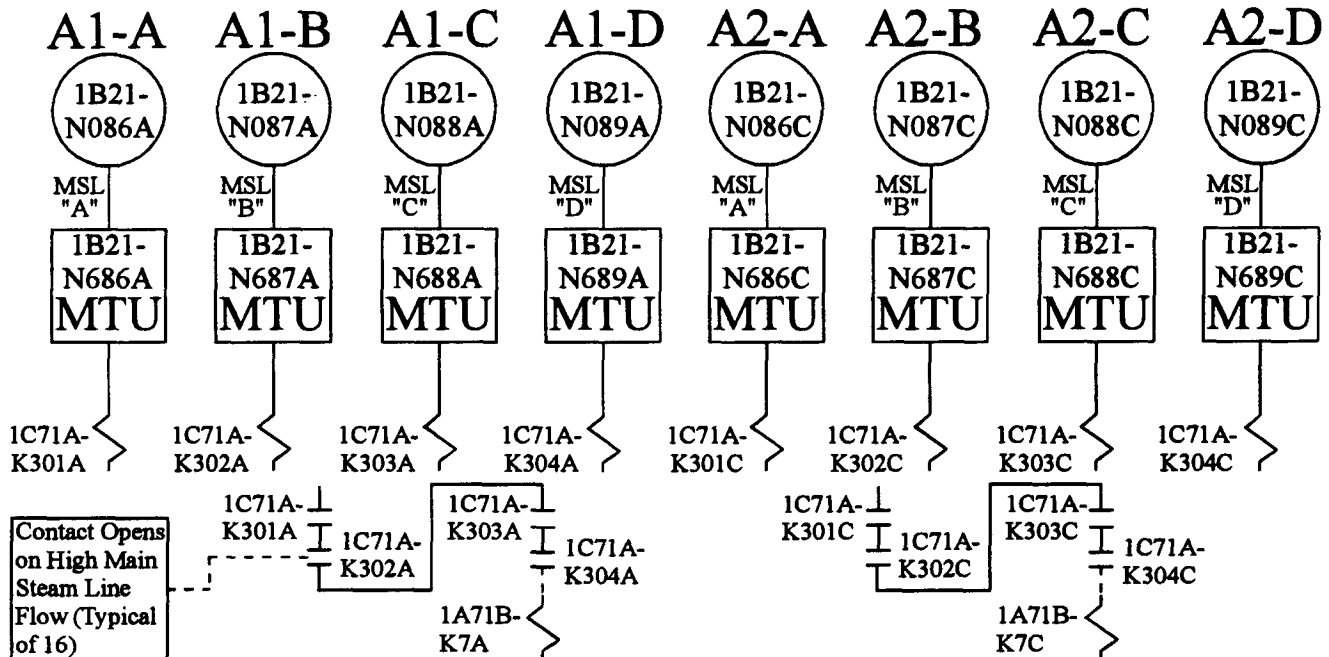 A1-A A1-B A1-C A1-D A2-A A2-B A2-C A2-D
1B21- 1B21- 1B21- 1B21- 1B21- 1B21- 1B21- 1B21-
N086A N087A N088A N089A N086C N087C N088C N089C
MSL MSL MSL MSL MSL MSL MSL MSL
"A" "B" "C" "D" "A" "B" "C" "D"
1B21- 1B21- 1B21- 1B21- 1B21- 1B21- 1B21- 1B21-
N686A N687A N688A N689A N686C N687C N688C N689C
MTU MTU MTU MTU MTU MTU MTU MTU
1C71A- 1C71A- 1C71A- 1C71A- 1C71A- 1C71A- 1C71A- 1C71A-
K301A K302A K303A K304A K301C K302C K303C K304C
1C71A- 1C71A- 1C71A- 1C71A-
K301A K303A K301C K303C
1C71A- 1C71A- 1C71A- 1C71A-
K302A K304A K302C K304C
Contact Opens
on High Main
Steam Line
Flow (Typical
of 16)
1A71B- 1A71B-
K7A K7C